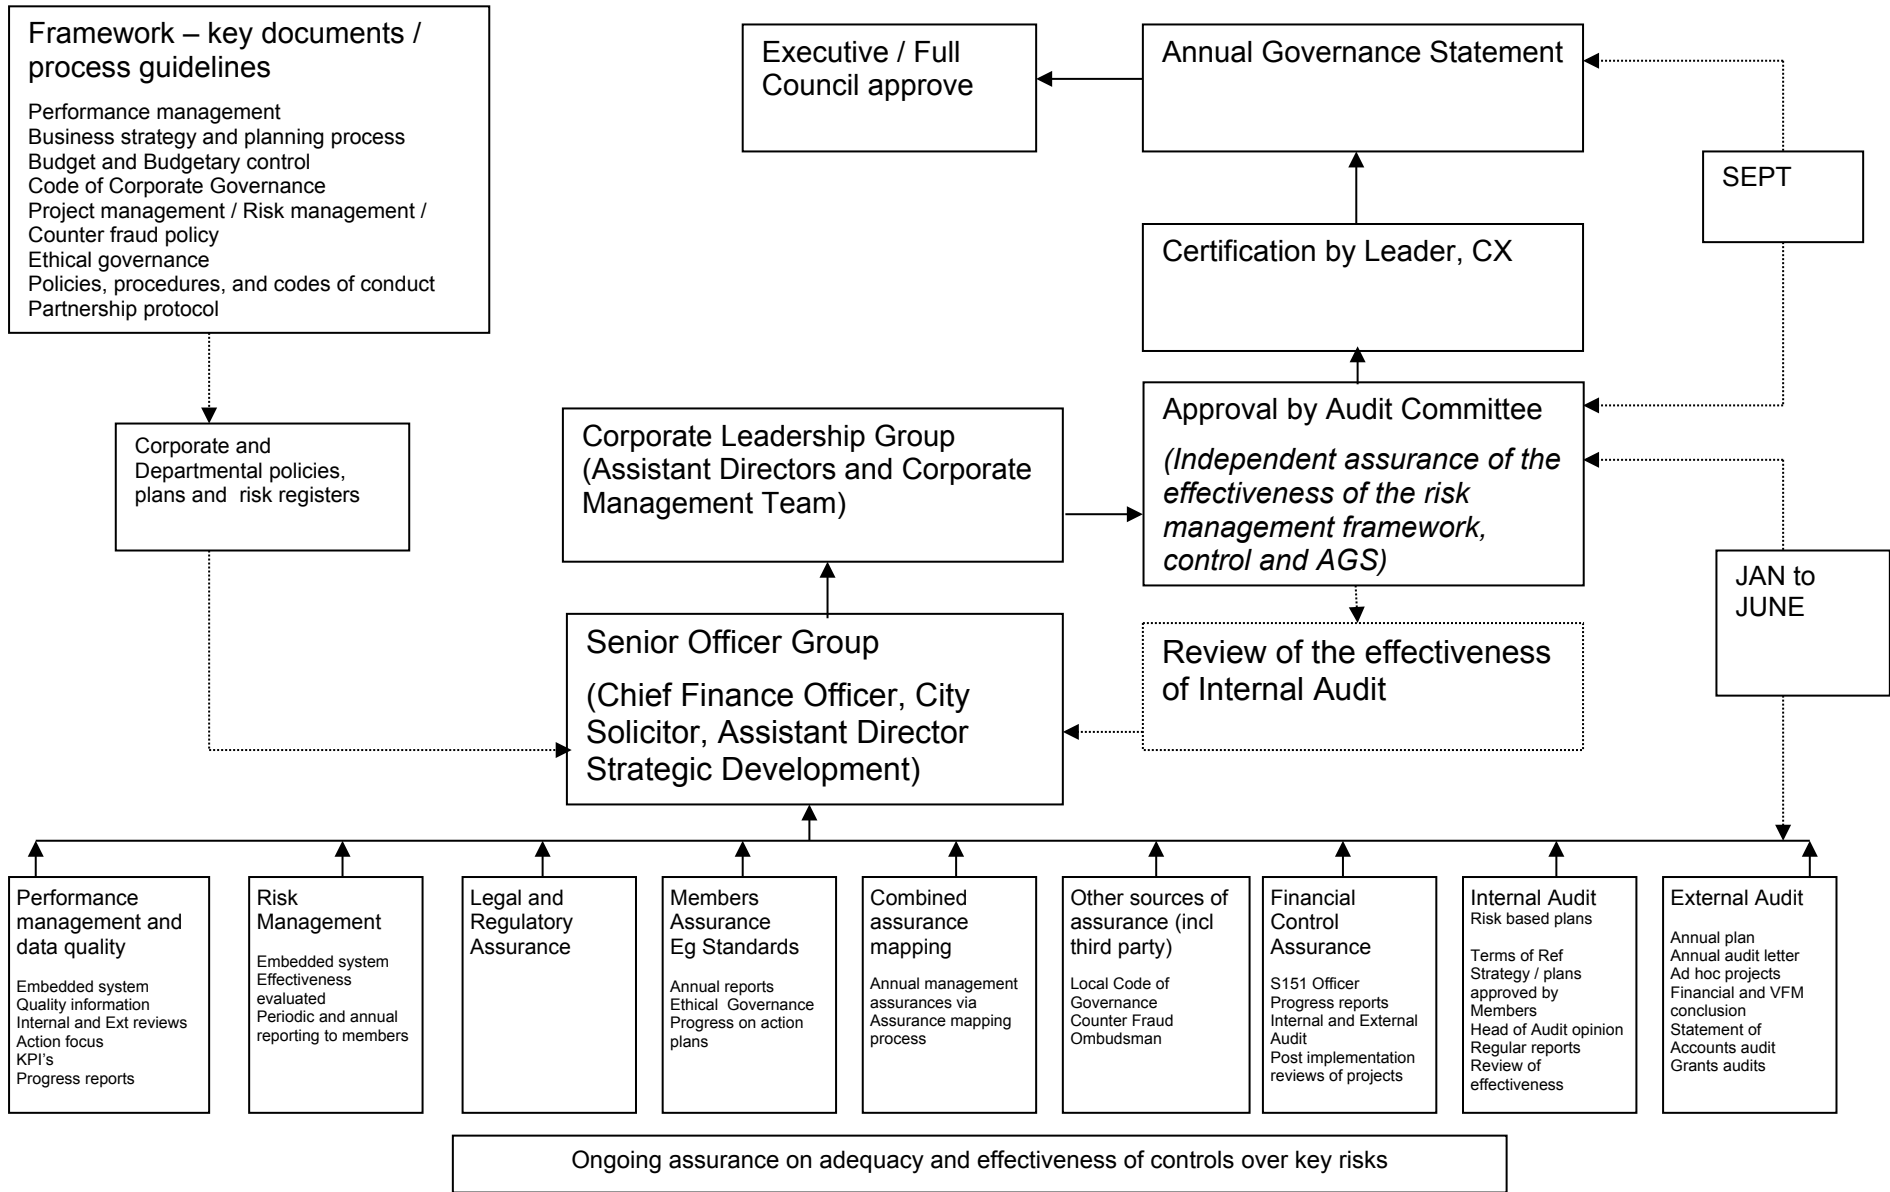 Framework – key documents /
process guidelines
Performance management
Business strategy and planning process
Budget and Budgetary control
Code of Corporate Governance
Project management / Risk management /
Counter fraud policy
Ethical governance
Policies, procedures, and codes of conduct
Partnership protocol
Executive / Full
Council approve
Annual Governance Statement
SEPT
Certification by Leader, CX
Corporate and
Departmental policies,
plans and risk registers
Corporate Leadership Group
(Assistant Directors and Corporate
Management Team)
Approval by Audit Committee
(Independent assurance of the
effectiveness of the risk
management framework,
control and AGS)
JAN to
JUNE
Senior Officer Group
(Chief Finance Officer, City
Solicitor, Assistant Director
Strategic Development)
Review of the effectiveness
of Internal Audit
Performance
management and
data quality
Embedded system
Quality information
Internal and Ext reviews
Action focus
KPI's
Progress reports
Risk
Management
Embedded system
Effectiveness
evaluated
Periodic and annual
reporting to members
Legal and
Regulatory
Assurance
Members
Assurance
Eg Standards
Annual reports
Ethical Governance
Progress on action
plans
Combined
assurance
mapping
Annual management
assurances via
Assurance mapping
process
Other sources of
assurance (incl
third party)
Local Code of
Governance
Counter Fraud
Ombudsman
Financial
Control
Assurance
S151 Officer
Progress reports
Internal and External
Audit
Post implementation
reviews of projects
Internal Audit
Risk based plans
Terms of Ref
Strategy / plans
approved by
Members
Head of Audit opinion
Regular reports
Review of
effectiveness
External Audit
Annual plan
Annual audit letter
Ad hoc projects
Financial and VFM
conclusion
Statement of
Accounts audit
Grants audits
Ongoing assurance on adequacy and effectiveness of controls over key risks